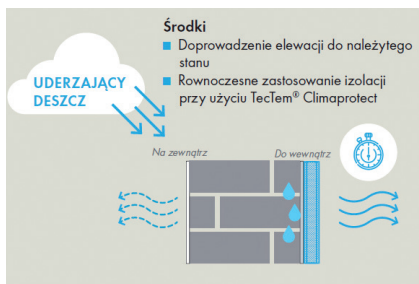 Środki
Doprowadzenie elewacji do należytego
stanu
Rownoczesne zastosowanie izolacji
przy użyciu TecTem® Climaprotect
UDERZAJĄCY
DESZCZ
Na zewnątrz
Do wewnątrz